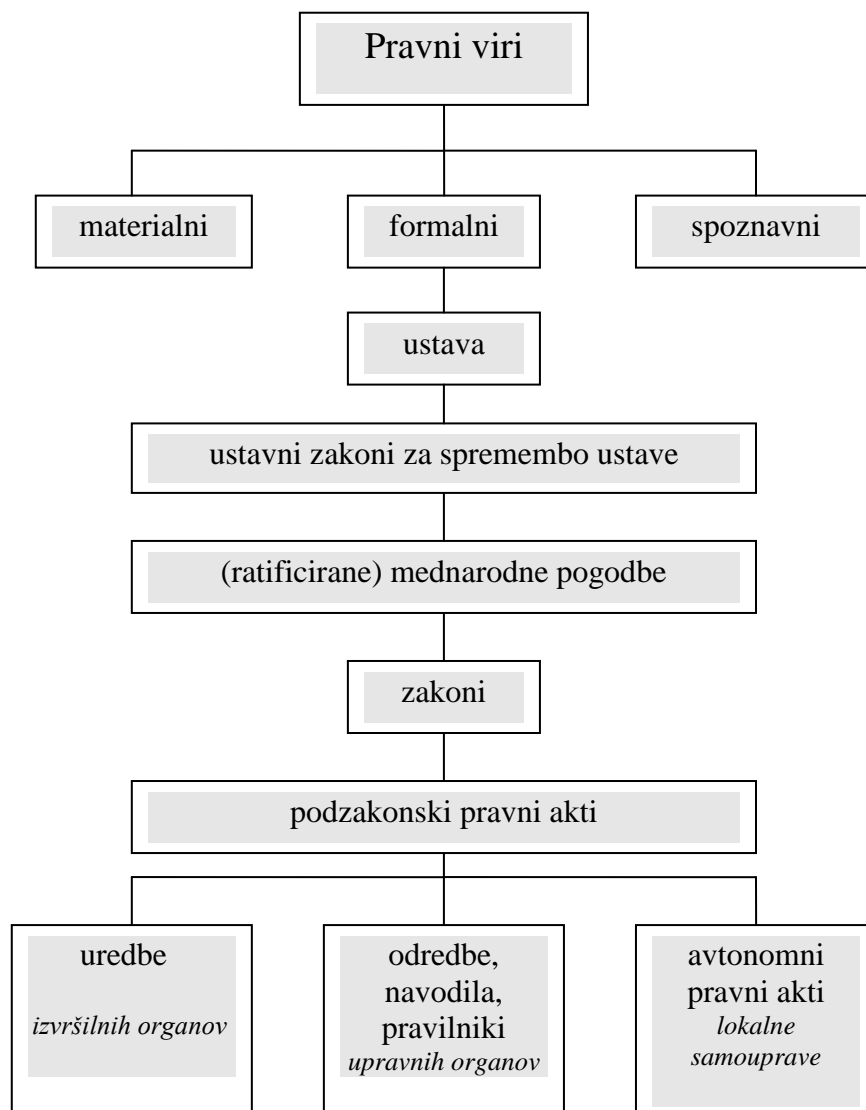 Pravni viri
materialni
formalni
spoznavni
ustava
ustavni zakoni za spremembo ustave
(ratificirane) mednarodne pogodbe
zakoni
podzakonski pravni akti
uredbe
izvršilnih organov
odredbe,
navodila,
pravilniki
upravnih organov
avtonomni
pravni akti
lokalne
samouprave